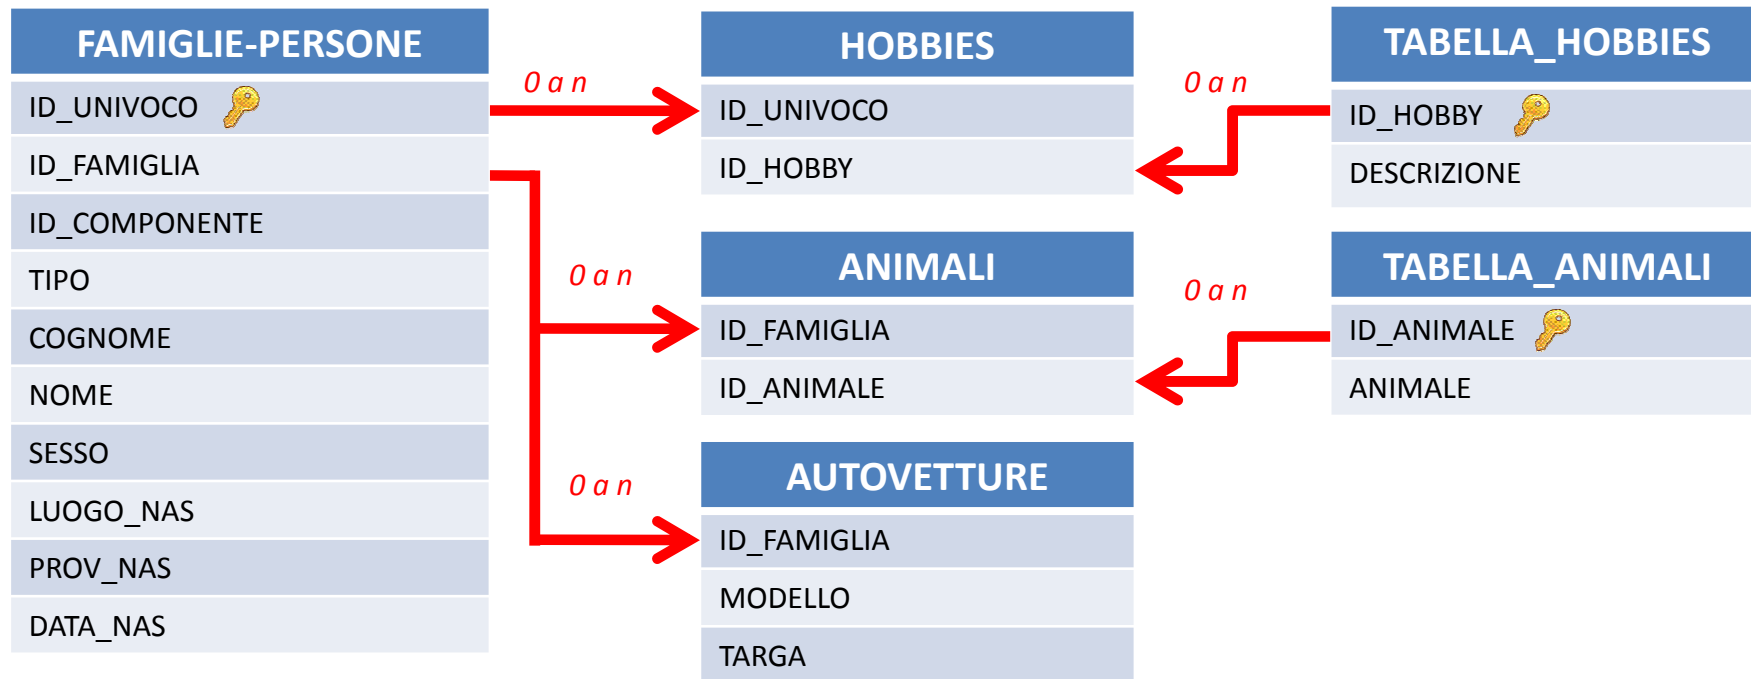 FAMIGLIE-PERSONE
ID_UNIVOCO
ID_FAMIGLIA
ID_COMPONENTE
TIPO
COGNOME
NOME
SESSO
LUOGO_NAS
PROV_NAS
DATA_NAS
0 a n
0 a n
0 a n
HOBBIES
ID_UNIVOCO
ID_HOBBY
ANIMALI
ID_FAMIGLIA
ID_ANIMALE
AUTOVETTURE
ID_FAMIGLIA
MODELLO
TARGA
0 a n
0 a n
TABELLA_HOBBIES
ID_HOBBY
DESCRIZIONE
TABELLA_ANIMALI
ID_ANIMALE
ANIMALE